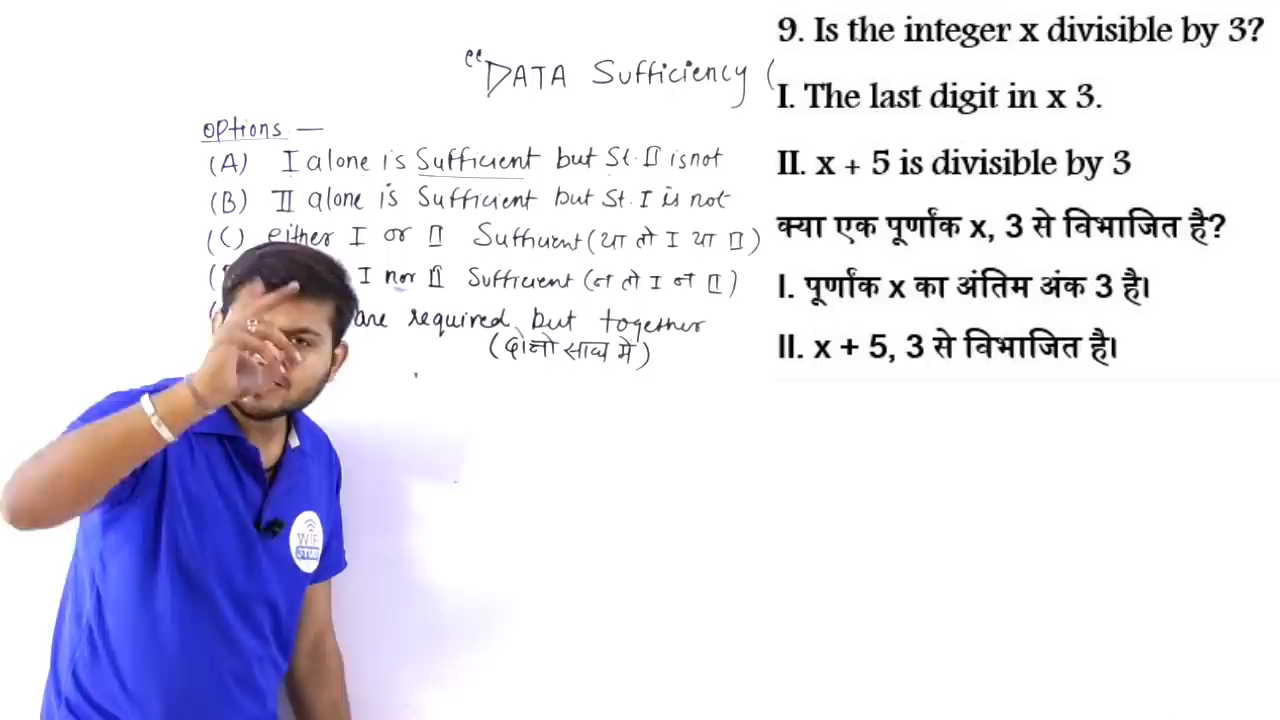 "DATA Sufficiency (
options —
(A) I alone is Sufficient but St. II is not
(B) II alone is Sufficient but St. I is not
(C) either I or II Sufficient (या तो I या II)
I nor II Sufficient (न तो I न II)
are required but together
(दोनो साथ में)
9. Is the integer x divisible by 3?
I. The last digit in x 3.
II. x + 5 is divisible by 3
क्या एक पूर्णांक x, 3 से विभाजित है?
I. पूर्णांक x का अंतिम अंक 3 है।
II. x + 5, 3 से विभाजित है।
WiFi
STUDY